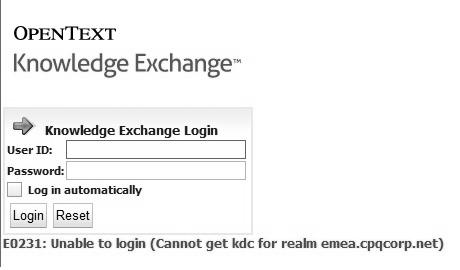 OPENTEXT
Knowledge Exchange™
Knowledge Exchange Login
User ID:
Password:
Log in automatically
Login Reset
E0231: Unable to login (Cannot get kdc for realm emea.cpqcorp.net)